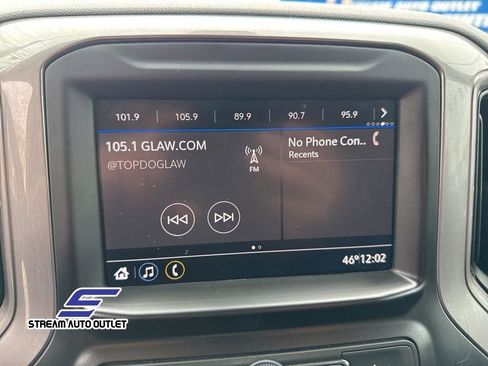 101.9 105.9 89.9 90.7 95.9
105.1 GLAW.COM
@TOPDOGLAW
FM
No Phone Con..
Recents
46° 12:02
STREAM AUTO OUTLET